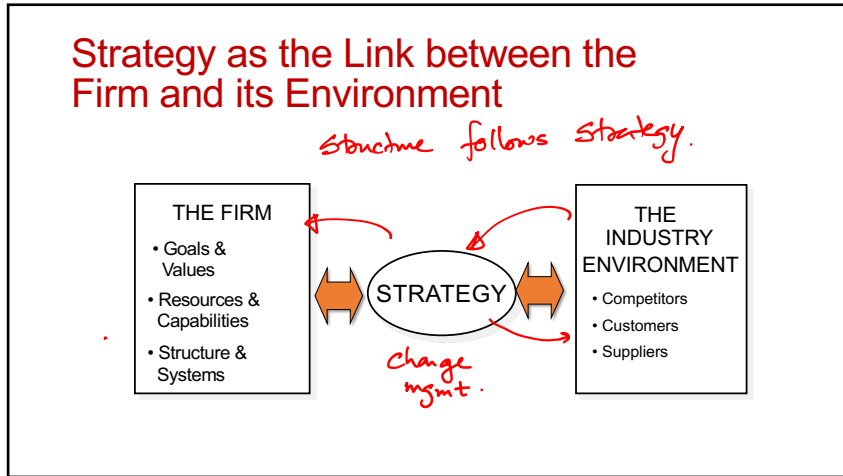 Strategy as the Link between the
Firm and its Environment
structure follows strategy.
THE FIRM
• Goals &
Values
• Resources &
Capabilities
• Structure &
Systems
STRATEGY
change
mgmt.
THE
INDUSTRY
ENVIRONMENT
• Competitors
• Customers
• Suppliers